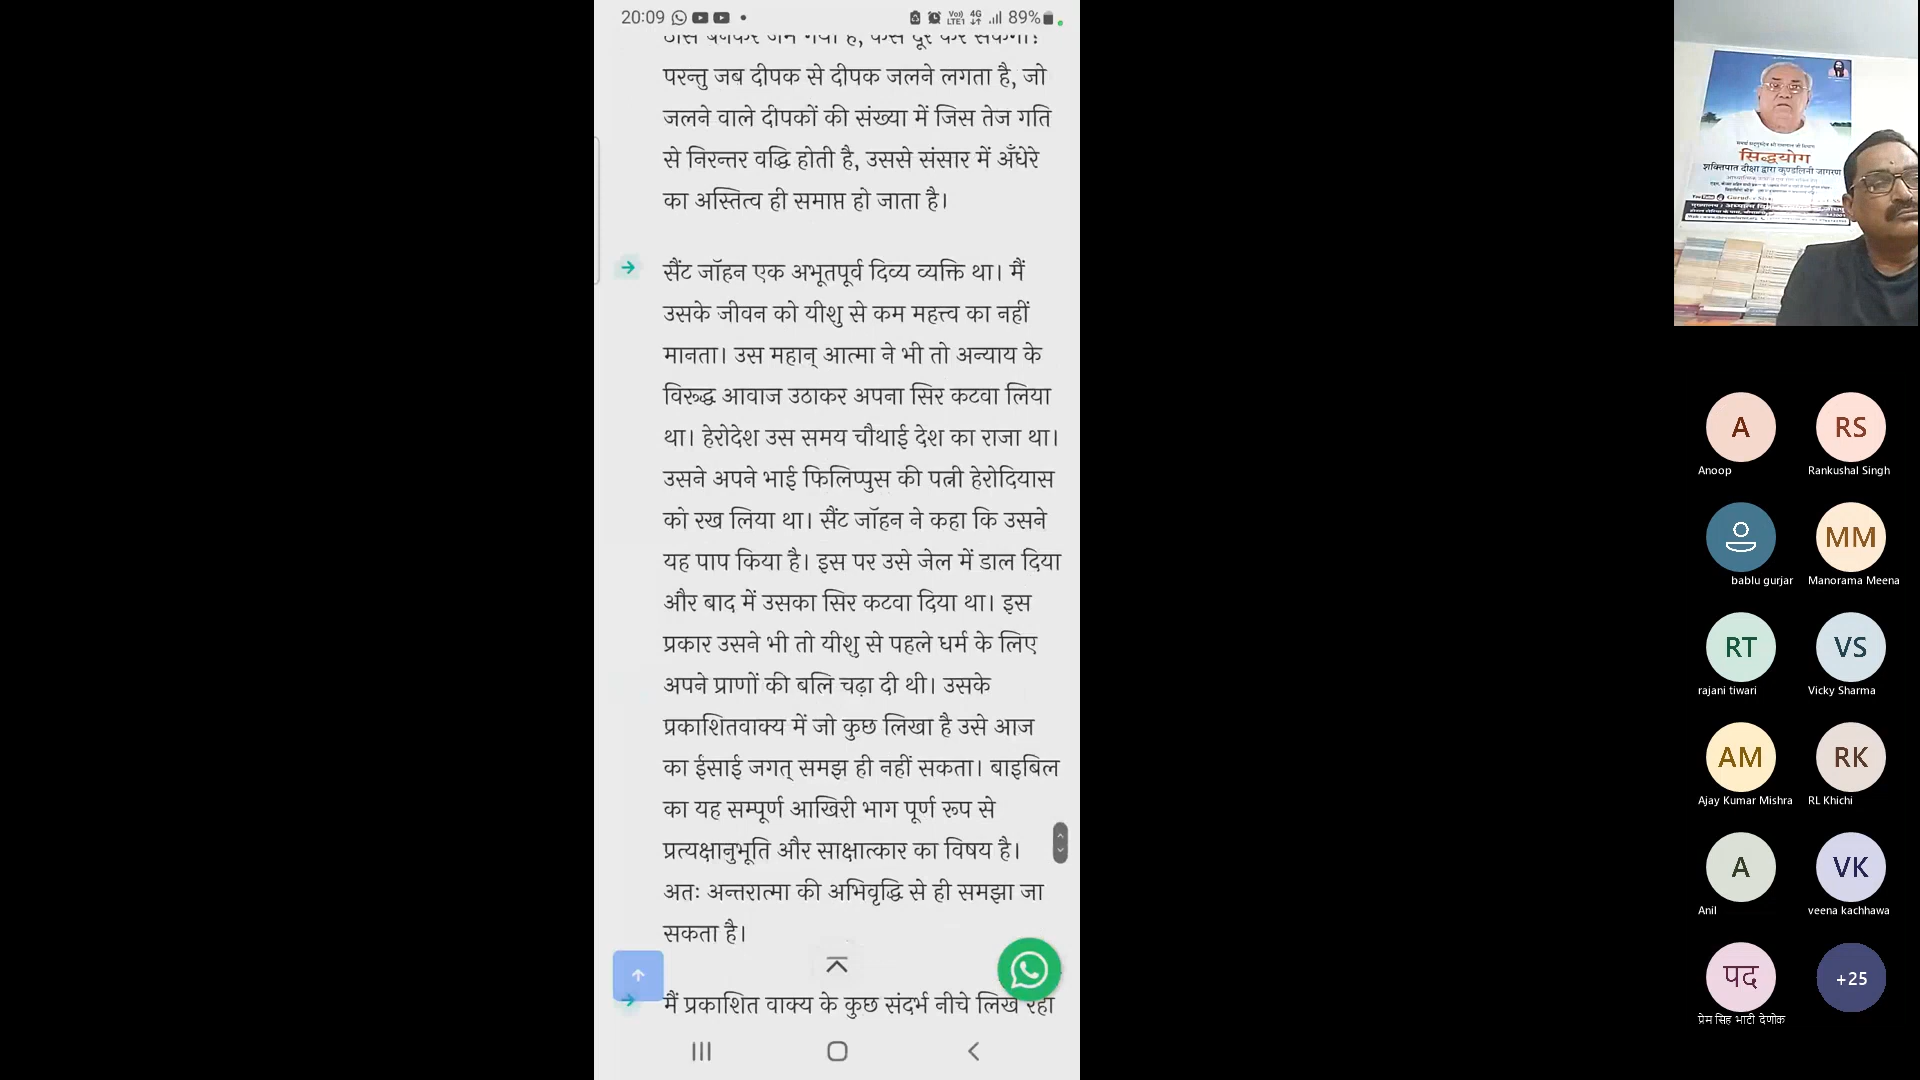 20:09
89%
परन्तु जब दीपक से दीपक जलने लगता है, जो
जलने वाले दीपकों की संख्या में जिस तेज गति
से निरन्तर वद्धि होती है, उससे संसार में अँधेरे
का अस्तित्व ही समाप्त हो जाता है।
सैंट जॉहन एक अभूतपूर्व दिव्य व्यक्ति था। मैं
उसके जीवन को यीशु से कम महत्त्व का नहीं
मानता। उस महान् आत्मा ने भी तो अन्याय के
विरूद्ध आवाज उठाकर अपना सिर कटवा लिया
था। हेरोदेश उस समय चौथाई देश का राजा था।
उसने अपने भाई फिलिप्पुस की पत्नी हेरोदियास
को रख लिया था। सैंट जॉहन ने कहा कि उसने
यह पाप किया है। इस पर उसे जेल में डाल दिया
और बाद में उसका सिर कटवा दिया था। इस
प्रकार उसने भी तो यीशु से पहले धर्म के लिए
अपने प्राणों की बलि चढ़ा दी थी। उसके
प्रकाशितवाक्य में जो कुछ लिखा है उसे आज
का ईसाई जगत् समझ ही नहीं सकता। बाइबिल
का यह सम्पूर्ण आखिरी भाग पूर्ण रूप से
प्रत्यक्षानुभूति और साक्षात्कार का विषय है।
अतः अन्तरात्मा की अभिवृद्धि से ही समझा जा
सकता है।
मैं प्रकाशित वाक्य के कुछ संदर्भ नीचे लिख रहा
सिद्धयोग
शक्तिपात दीक्षा द्वारा कुण्डलिनी जागरण
A RS
Anoop Rankushal Singh
MM
bablu gurjar Manorama Meena
RT VS
rajani tiwari Vicky Sharma
AM RK
Ajay Kumar Mishra RL Khichi
A VK
Anil veena kachhawa
पद +25
प्रेम सिह भाटी देणोक